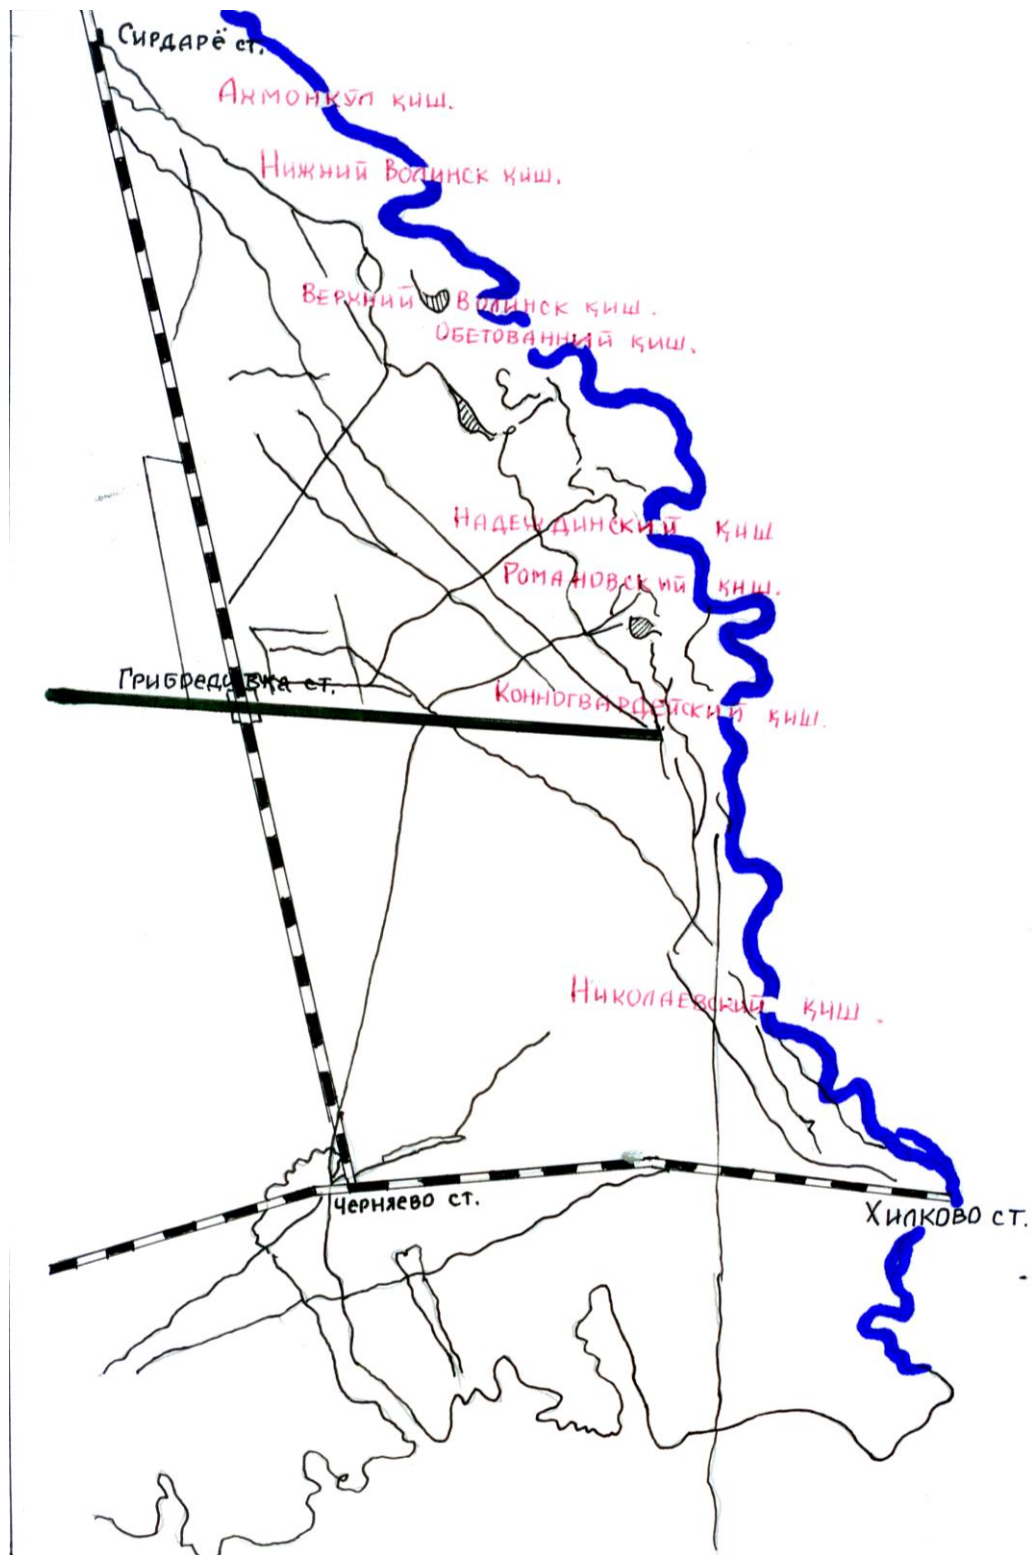 Сирдарё ст.
Ахмонкўл қиш.
Нижний Волинск қиш.
Верхний Волинск қиш.
Обетованний қиш.
Надеждинский қиш
Романовский қиш.
Грибоедовка ст.
Конногвардейский қиш.
Николаевский қиш.
Черняево ст.
Хилково ст.